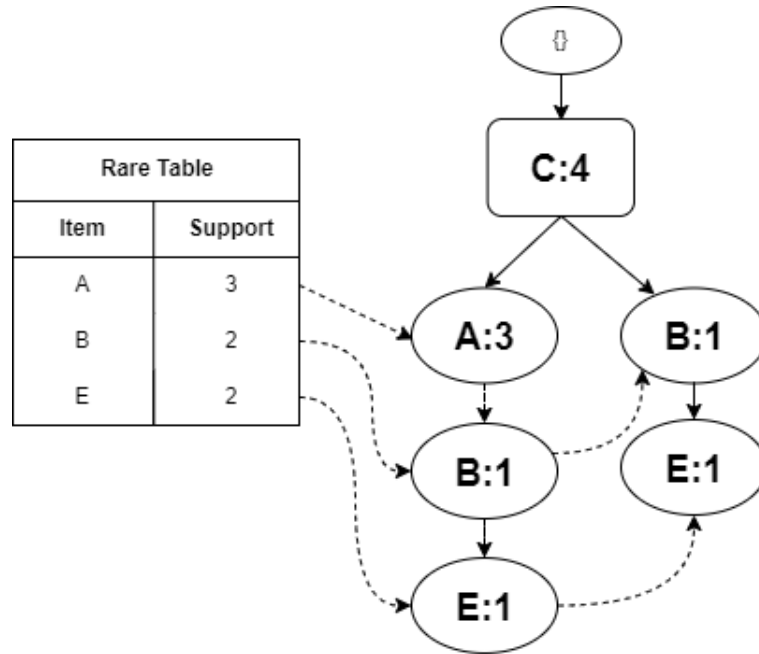 {}
C:4
Rare Table
Item Support
A 3
B 2
E 2
A:3 B:1
B:1 E:1
E:1